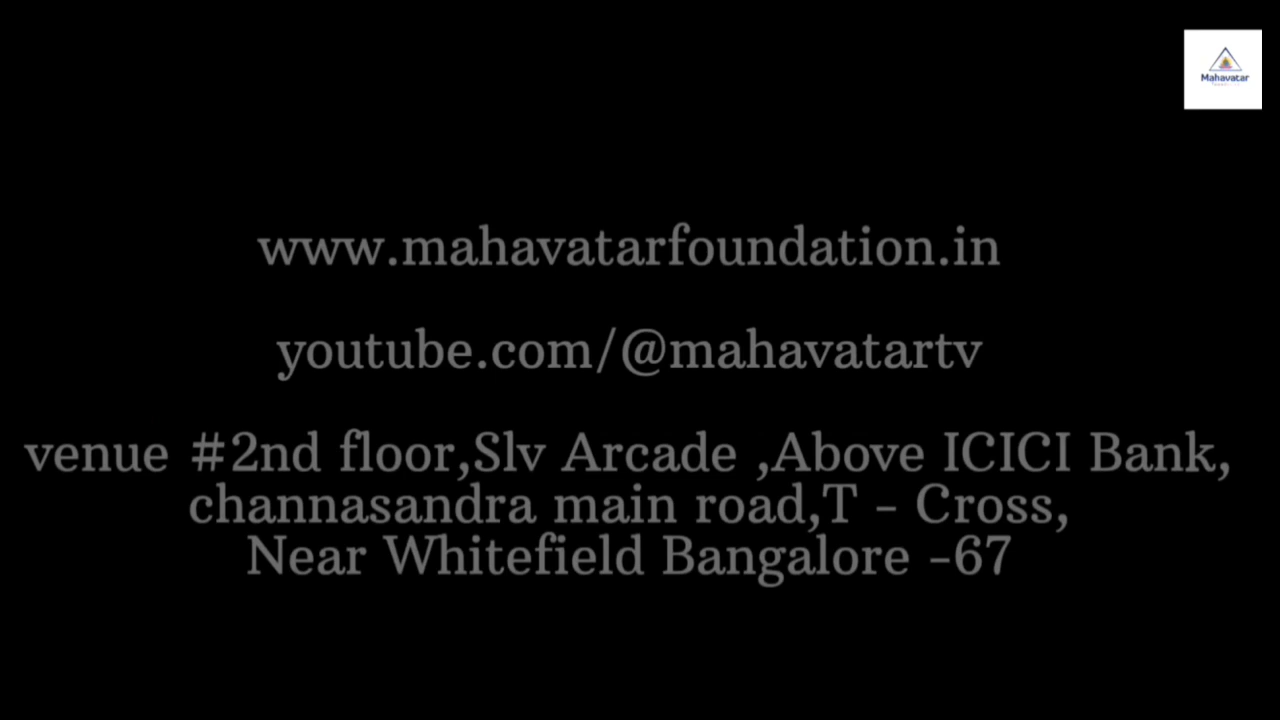 Mahavatar
www.mahavatarfoundation.in
youtube.com/@mahavatartv
venue #2nd floor,Slv Arcade ,Above ICICI Bank,
channasandra main road,T - Cross,
Near Whitefield Bangalore -67